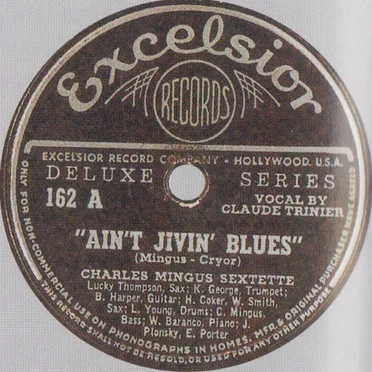 Excelsior
RECORDS
EXCELSIOR RECORD COMPANY - HOLLYWOOD. U.S.A.
DELUXE SERIES
162 A
VOCAL BY
CLAUDE TRINIER
"AIN'T JIVIN' BLUES"
(Mingus - Cryor)
CHARLES MINGUS SEXTETTE
Lucky Thompson, Sax; K. George, Trumpet;
B. Harper, Guitar; H. Coker, W. Smith,
Sax; L. Young, Drums; C. Mingus,
Bass; W. Baranco, Piano; J.
Plonsky, E. Porter
ONLY FOR NON-COMMERCIAL USE ON PHONOGRAPHS IN HOMES. MFR. & ORIGINAL PURCHASER HAVE AGREED
THIS RECORD SHALL NOT BE RESOLD, OR USED FOR ANY OTHER PURPOSE